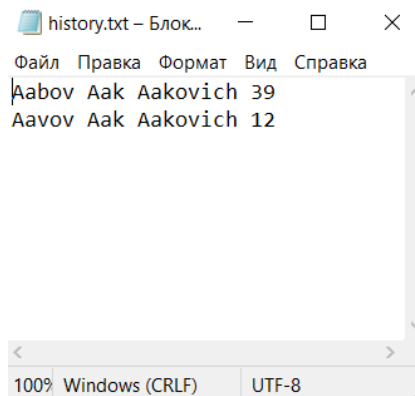 history.txt – Блок...
Файл Правка Формат Вид Справка
Aabov Aak Aakovich 39
Aavov Aak Aakovich 12
100% Windows (CRLF) UTF-8